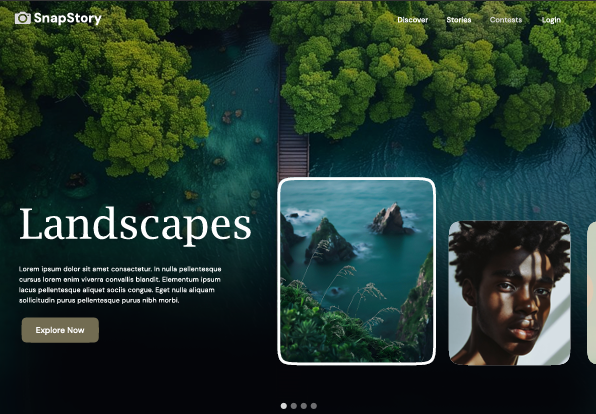 SnapStory
Discover Stories Contests Login
Landscapes
Lorem ipsum dolor sit amet consectetur. In nulla pellentesque
cursus lorem enim viverra convallis blandit. Elementum ipsum
lacus pellentesque aliquet sociis congue. Eget nulla aliquam
sollicitudin purus pellentesque purus nibh morbi.
Explore Now